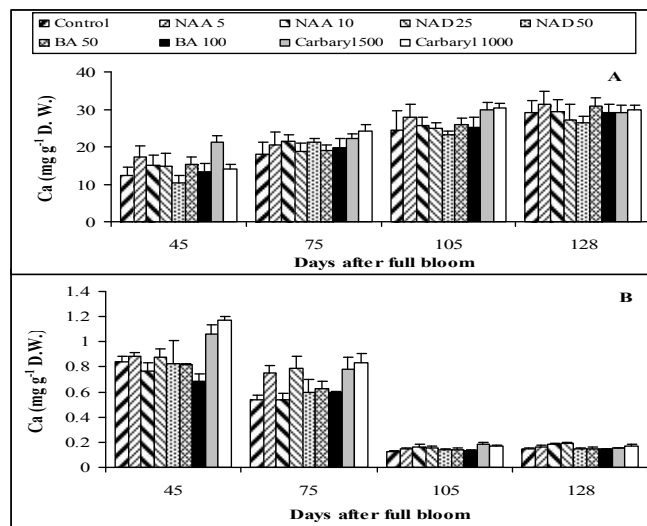 Control NAA 5 NAA 10 NAD 25 NAD 50
BA 50 BA 100 Carbaryl 500 Carbaryl 1000
A
Ca (mg g-1 D. W.)
40
30
20
10
0
45 75 105 128
Days after full bloom
B
Ca (mg g-1 D.W.)
1.4
1.2
1
0.8
0.6
0.4
0.2
0
45 75 105 128
Days after full bloom